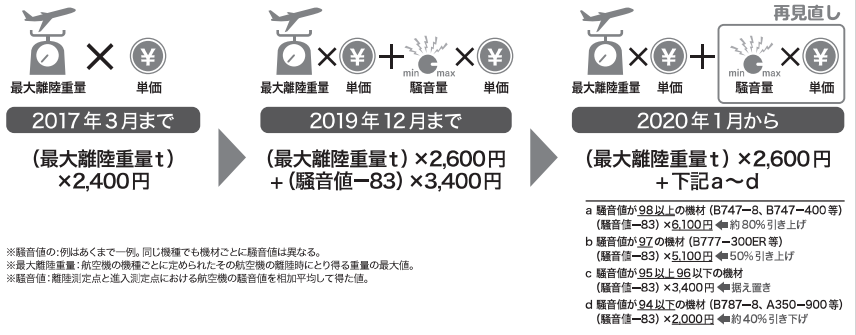 再見直し
最大離陸重量 × ¥ 単価
最大離陸重量 × ¥ 単価 + min max 騒音量 × ¥ 単価
最大離陸重量 × ¥ 単価 + min max 騒音量 × ¥ 単価
2017年3月まで
(最大離陸重量t)
×2,400円
2019年12月まで
(最大離陸重量t)×2,600円
+(騒音値−83)×3,400円
2020年1月から
(最大離陸重量t)×2,600円
+下記a〜d
a 騒音値が98以上の機材(B747−8、B747−400等)
(騒音値−83)×6,100円 ⬅約80%引き上げ
b 騒音値が97の機材(B777−300ER等)
(騒音値−83)×5,100円 ⬅50%引き上げ
c 騒音値が95以上96以下の機材
(騒音値−83)×3,400円 ⬅据え置き
d 騒音値が94以下の機材(B787−8、A350−900等)
(騒音値−83)×2,000円 ⬅約40%引き下げ
※騒音値の:例はあくまで一例。同じ機種でも機材ごとに騒音値は異なる。
※最大離陸重量:航空機の機種ごとに定められたその航空機の離陸時にとり得る重量の最大値。
※騒音値:離陸測定点と進入測定点における航空機の騒音値を相加平均して得た値。